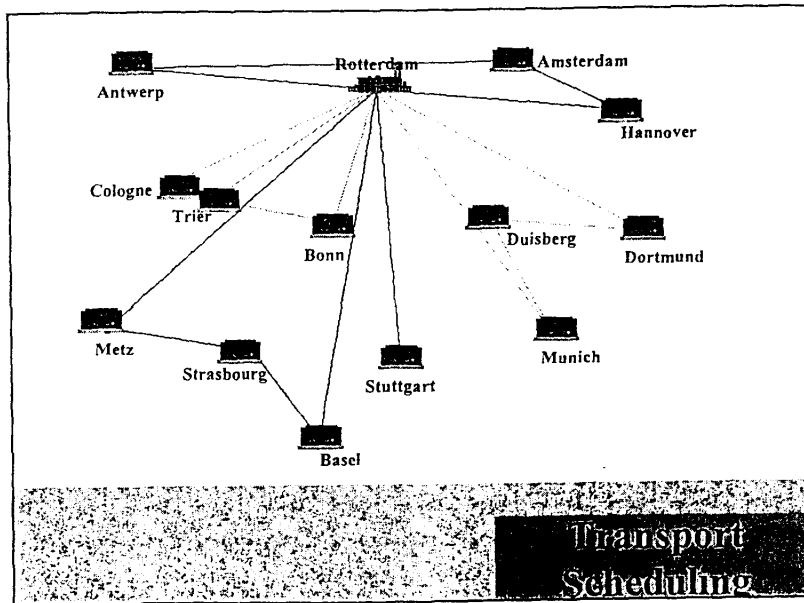 Rotterdam
Amsterdam
Antwerp
Hannover
Cologne
Trier
Bonn
Duisberg
Dortmund
Metz
Strasbourg
Stuttgart
Munich
Basel
Transport
Scheduling